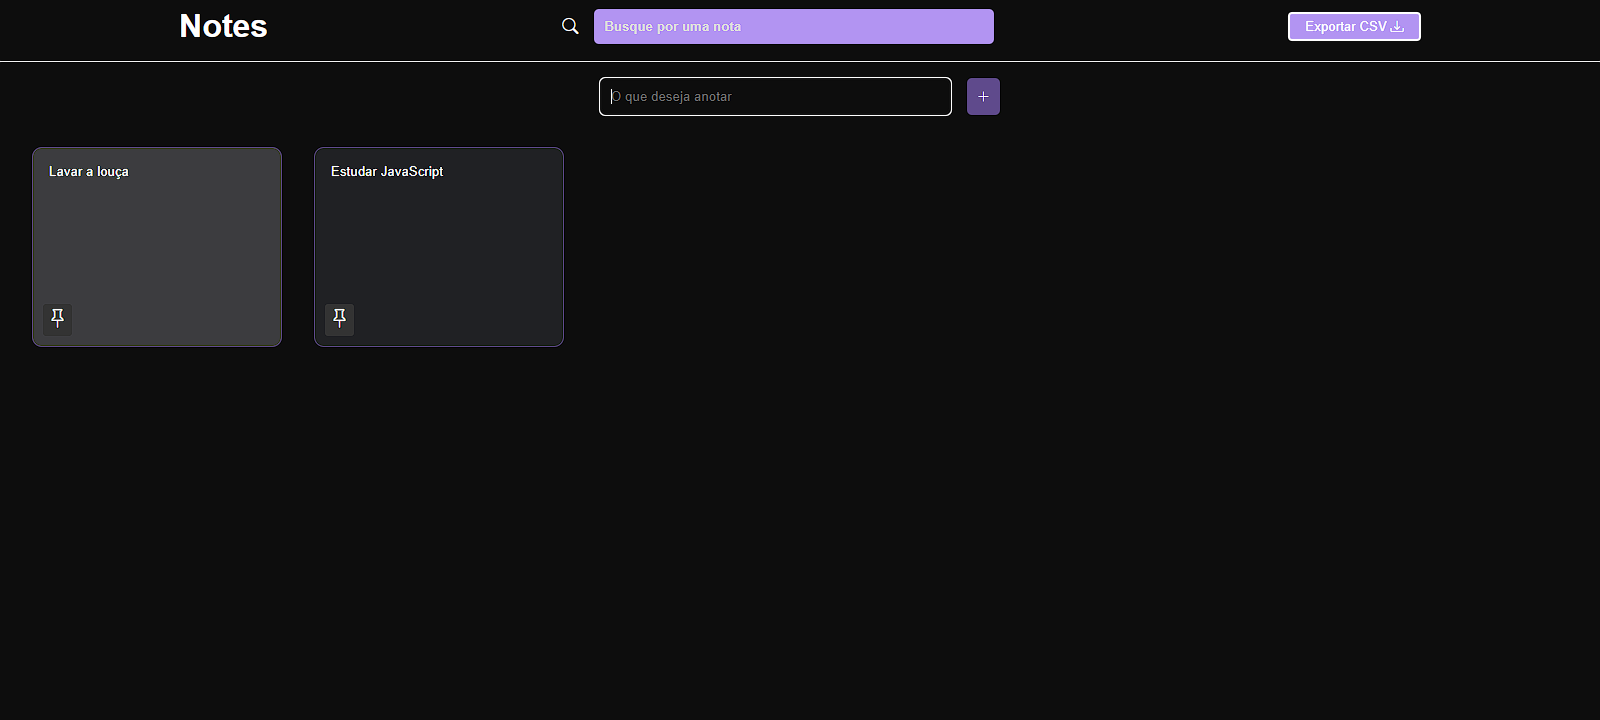 Notes
Busque por uma nota
Exportar CSV
O que deseja anotar
+
Lavar a louça
Estudar JavaScript